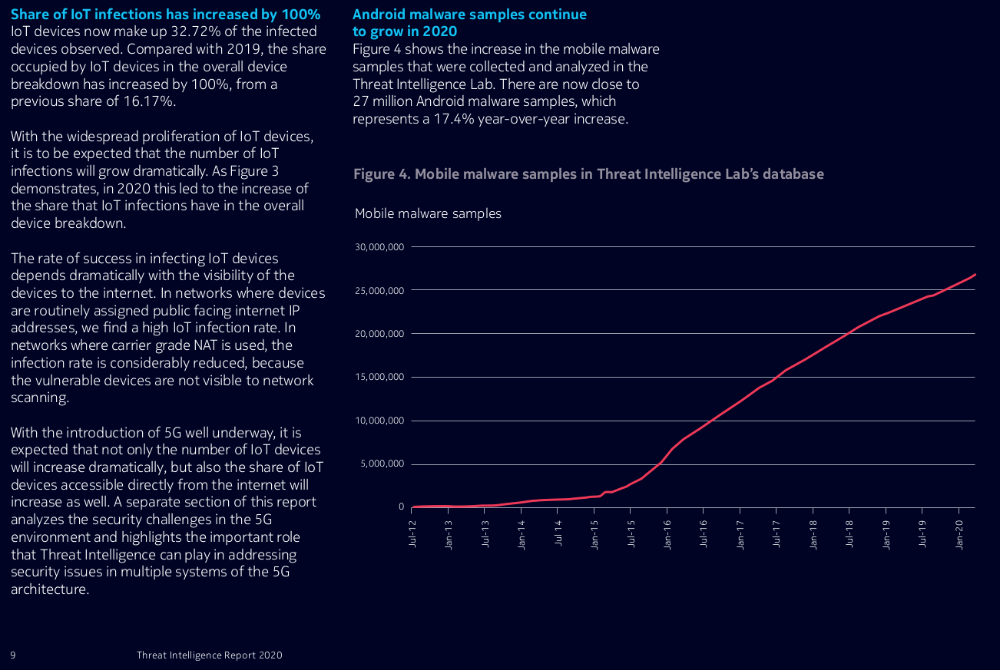 Share of IoT infections has increased by 100%
IoT devices now make up 32.72% of the infected
devices observed. Compared with 2019, the share
occupied by IoT devices in the overall device
breakdown has increased by 100%, from a
previous share of 16.17%.
With the widespread proliferation of IoT devices,
it is to be expected that the number of IoT
infections will grow dramatically. As Figure 3
demonstrates, in 2020 this led to the increase of
the share that IoT infections have in the overall
device breakdown.
The rate of success in infecting IoT devices
depends dramatically with the visibility of the
devices to the internet. In networks where devices
are routinely assigned public facing internet IP
addresses, we find a high IoT infection rate. In
networks where carrier grade NAT is used, the
infection rate is considerably reduced, because
the vulnerable devices are not visible to network
scanning.
With the introduction of 5G well underway, it is
expected that not only the number of IoT devices
will increase dramatically, but also the share of IoT
devices accessible directly from the internet will
increase as well. A separate section of this report
analyzes the security challenges in the 5G
environment and highlights the important role
that Threat Intelligence can play in addressing
security issues in multiple systems of the 5G
architecture.
Android malware samples continue
to grow in 2020
Figure 4 shows the increase in the mobile malware
samples that were collected and analyzed in the
Threat Intelligence Lab. There are now close to
27 million Android malware samples, which
represents a 17.4% year-over-year increase.
Figure 4. Mobile malware samples in Threat Intelligence Lab's database
Mobile malware samples
30,000,000
25,000,000
20,000,000
15,000,000
10,000,000
5,000,000
0
Jul-12
Jan-13
Jul-13
Jan-14
Jul 14
Jan-15
Jul-15
Jan-16
Jul-16
Jan-17
Jul-17
Jan-18
Jul-18
Jan-19
Jul-19
Jan-20
9
Threat Intelligence Report 2020